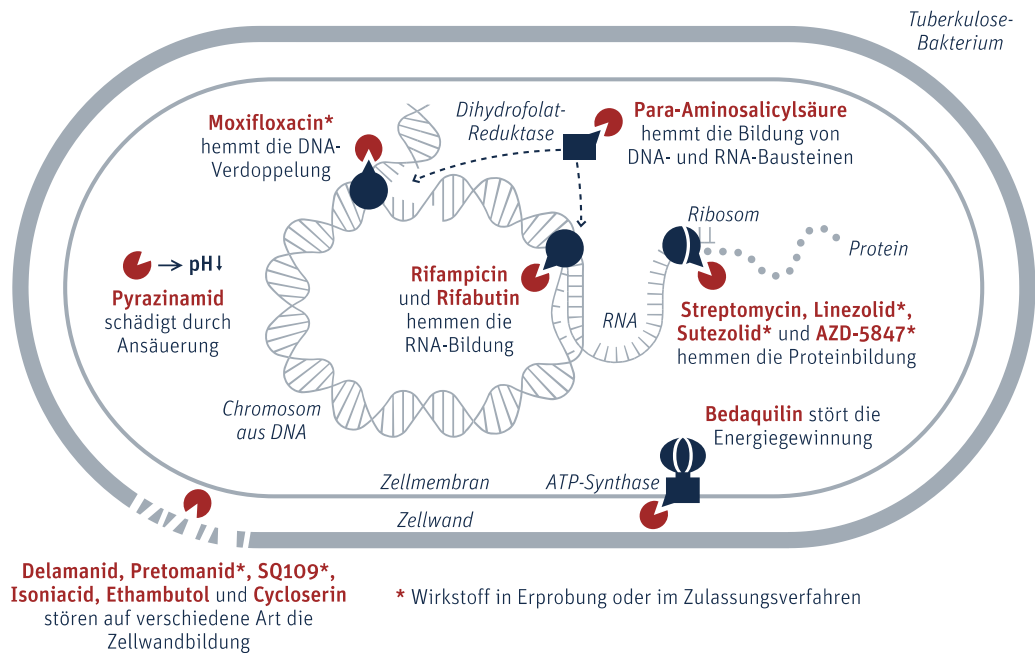 Tuberkulose-
Bakterium
Moxifloxacin*
hemmt die DNA-
Verdoppelung
Dihydrofolat-
Reduktase
Para-Aminosalicylsäure
hemmt die Bildung von
DNA- und RNA-Bausteinen
Ribosom
Protein
→ pH↓
Pyrazinamid
schädigt durch
Ansäuerung
Rifampicin
und Rifabutin
hemmen die
RNA-Bildung
RNA
Streptomycin, Linezolid*,
Sutezolid* und AZD-5847*
hemmen die Proteinbildung
Chromosom
aus DNA
Bedaquilin stört die
Energiegewinnung
Zellmembran
ATP-Synthase
Zellwand
Delamanid, Pretomanid*, SQ109*,
Isoniacid, Ethambutol und Cycloserin
stören auf verschiedene Art die
Zellwandbildung
* Wirkstoff in Erprobung oder im Zulassungsverfahren